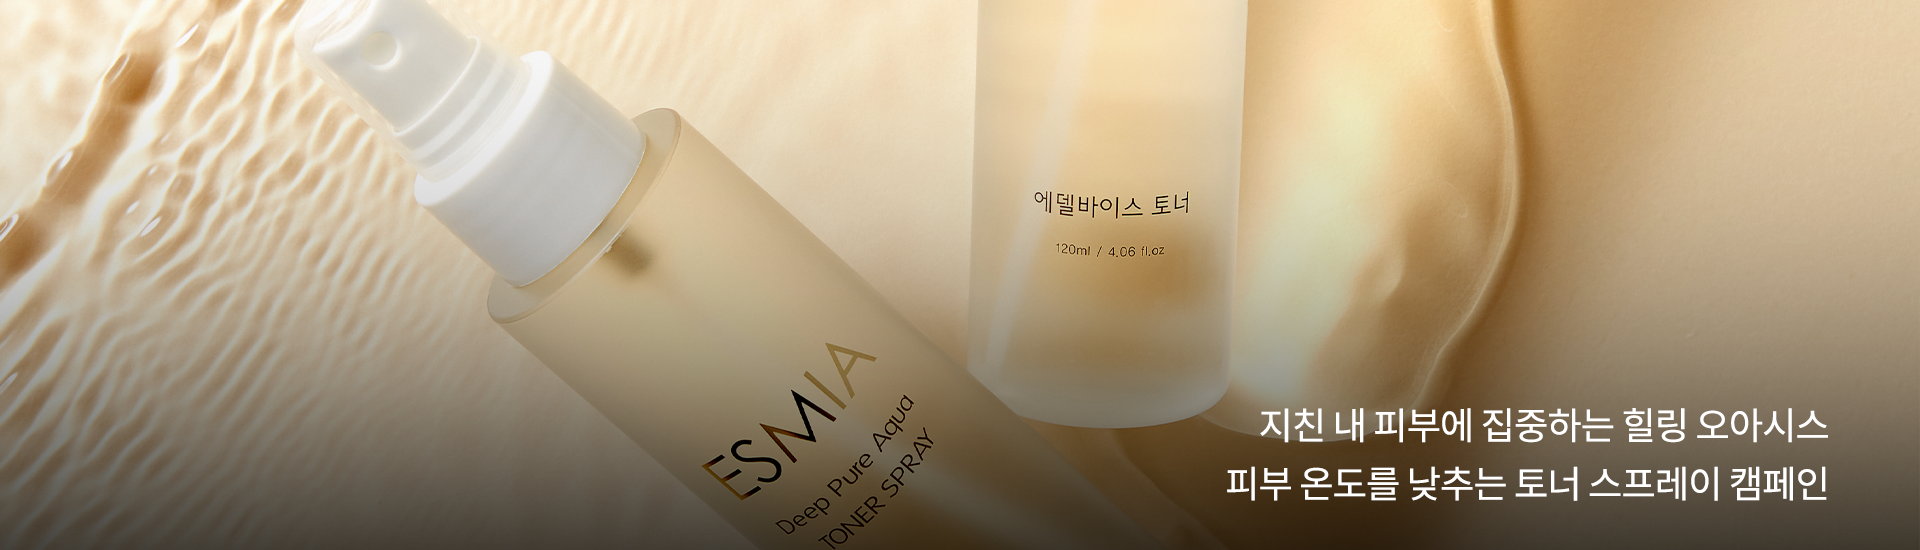 에델바이스 토너
120ml / 4.06 fl.oz
ESMIA
Deep Pure Aqua
TONER SPRAY
지친 내 피부에 집중하는 힐링 오아시스
피부 온도를 낮추는 토너 스프레이 캠페인